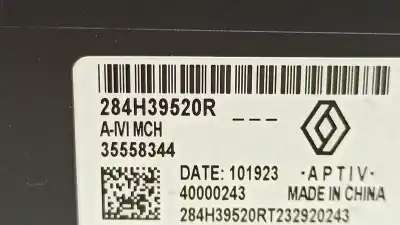 284H39520R
---
A-IVI MCH
35558344
DATE: 101923 -APTIV-
40000243 MADE IN CHINA
284H39520RT232920243